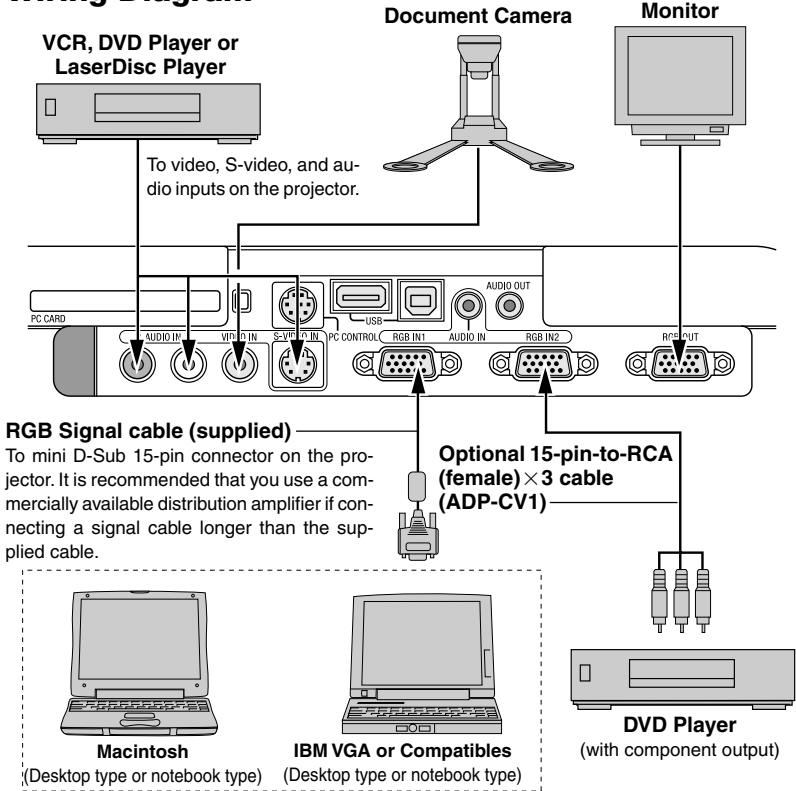 Wiring Diagram
Document Camera
Monitor
VCR, DVD Player or
LaserDisc Player
To video, S-video, and au-
dio inputs on the projector.
AUDIO OUT
PC CARD
USB
AUDIO IN
VIDEO IN
S-VIDEO IN
PC CONTROL
RGB IN1
AUDIO IN
RGB IN2
RGB OUT
RGB Signal cable (supplied)
To mini D-Sub 15-pin connector on the pro-
jector. It is recommended that you use a com-
mercially available distribution amplifier if con-
necting a signal cable longer than the sup-
plied cable.
Optional 15-pin-to-RCA
(female)×3 cable
(ADP-CV1)
Macintosh
(Desktop type or notebook type)
IBM VGA or Compatibles
(Desktop type or notebook type)
DVD Player
(with component output)